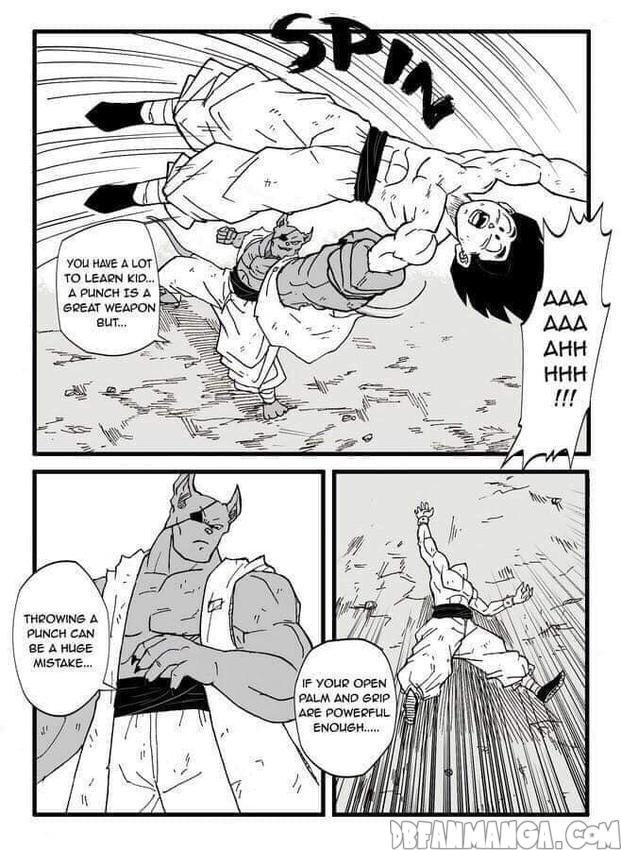 SPIN
YOU HAVE A LOT
TO LEARN KID...
A PUNCH IS A
GREAT WEAPON
BUT...
AAA
AAA
AHH
HHH
!!!
THROWING A
PUNCH CAN
BE A HUGE
MISTAKE...
IF YOUR OPEN
PALM AND GRIP
ARE POWERFUL
ENOUGH.....
DBFANMANGA.COM